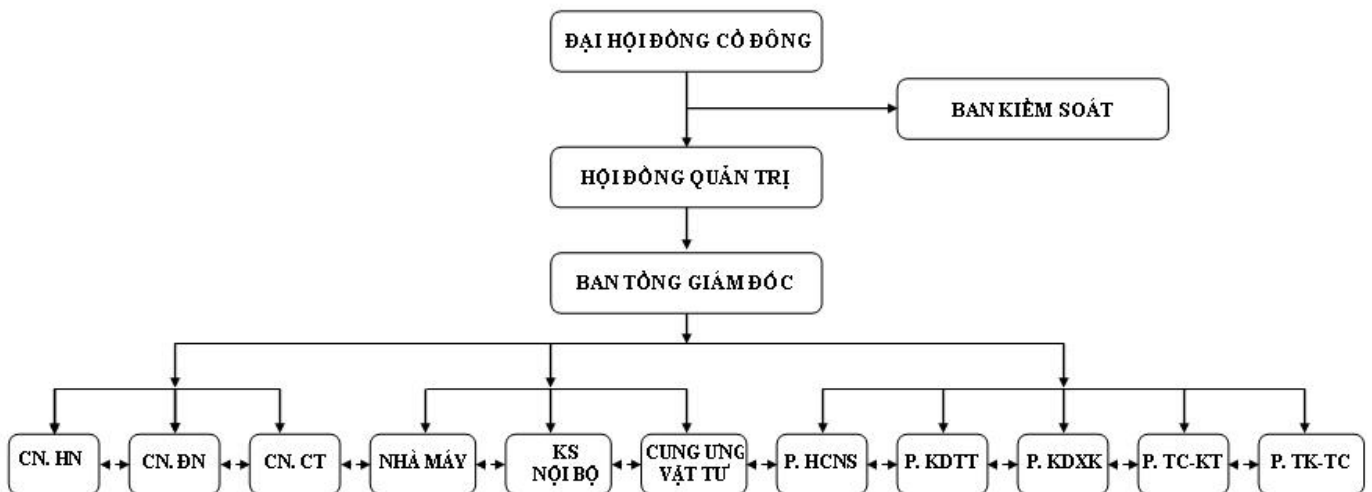 ĐẠI HỘI ĐỒNG CỔ ĐÔNG
BAN KIỂM SOÁT
HỘI ĐỒNG QUẢN TRỊ
BAN TỔNG GIÁM ĐỐC
CN. HN
CN. ĐN
CN. CT
NHÀ MÁY
KS
NỘI BỘ
CUNG ỨNG
VẬT TƯ
P. HCNS
P. KDTT
P. KDXK
P. TC-KT
P. TK-TC